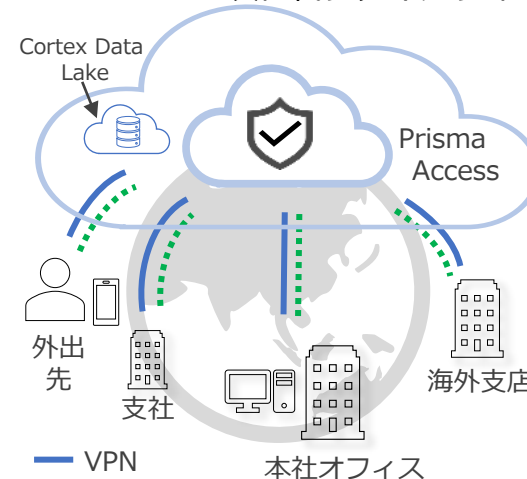 Cortex Data
Lake
Prisma
Access
外出
先
支社
本社オフィス
海外支店
VPN